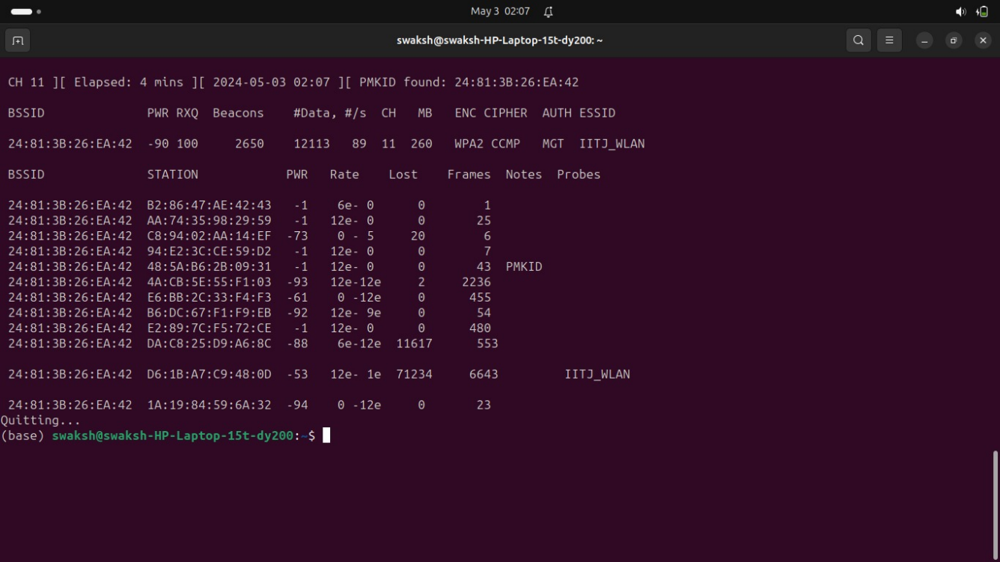 May 3 02:07
swaksh@swaksh-HP-Laptop-15t-dy200: ~
CH 11 ][ Elapsed: 4 mins ][ 2024-05-03 02:07 ][ PMKID found: 24:81:3B:26:EA:42
BSSID PWR RXQ Beacons #Data, #/s CH MB ENC CIPHER AUTH ESSID
24:81:3B:26:EA:42 -90 100 2650 12113 89 11 260 WPA2 CCMP MGT IITJ_WLAN
BSSID STATION PWR Rate Lost Frames Notes Probes
24:81:3B:26:EA:42 B2:86:47:AE:42:43 -1 6e- 0 0 1
24:81:3B:26:EA:42 AA:74:35:98:29:59 -1 12e- 0 0 25
24:81:3B:26:EA:42 C8:94:02:AA:14:EF -73 0 - 5 20 6
24:81:3B:26:EA:42 94:E2:3C:CE:59:D2 -1 12e- 0 0 7
24:81:3B:26:EA:42 48:5A:B6:2B:09:31 -1 12e- 0 0 43 PMKID
24:81:3B:26:EA:42 4A:CB:5E:55:F1:03 -93 12e-12e 2 2236
24:81:3B:26:EA:42 E6:BB:2C:33:F4:F3 -61 0 -12e 0 455
24:81:3B:26:EA:42 B6:DC:67:F1:F9:EB -92 12e- 9e 0 54
24:81:3B:26:EA:42 E2:89:7C:F5:72:CE -1 12e- 0 0 480
24:81:3B:26:EA:42 DA:C8:25:D9:A6:8C -88 6e-12e 11617 553
24:81:3B:26:EA:42 D6:1B:A7:C9:48:0D -53 12e- 1e 71234 6643 IITJ_WLAN
24:81:3B:26:EA:42 1A:19:84:59:6A:32 -94 0 -12e 0 23
Quitting...
(base) swaksh@swaksh-HP-Laptop-15t-dy200:~$